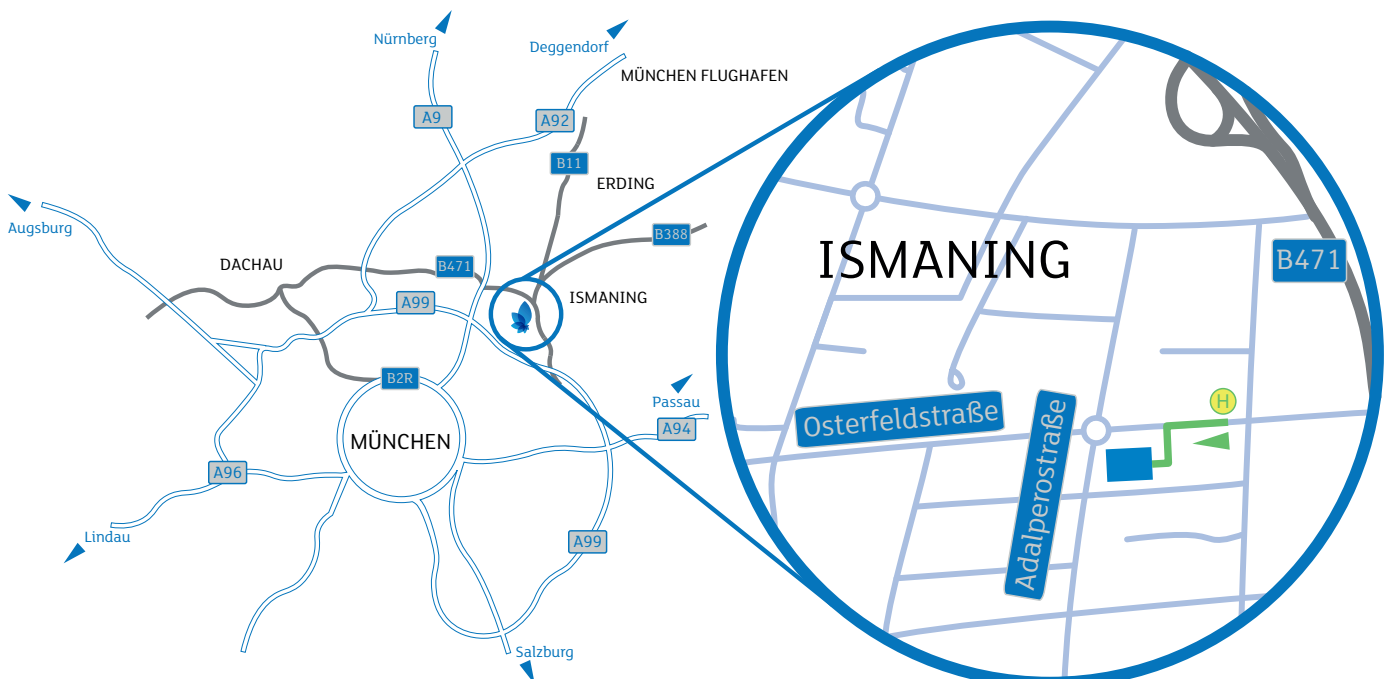 Nürnberg
Deggendorf
MÜNCHEN FLUGHAFEN
A9
A92
B11
ERDING
Augsburg
B388
DACHAU
B471
ISMANING
A99
B2R
Passau
A94
MÜNCHEN
A96
Lindau
A99
Salzburg
ISMANING
B471
H
Osterfeldstraße
Adalperostraße